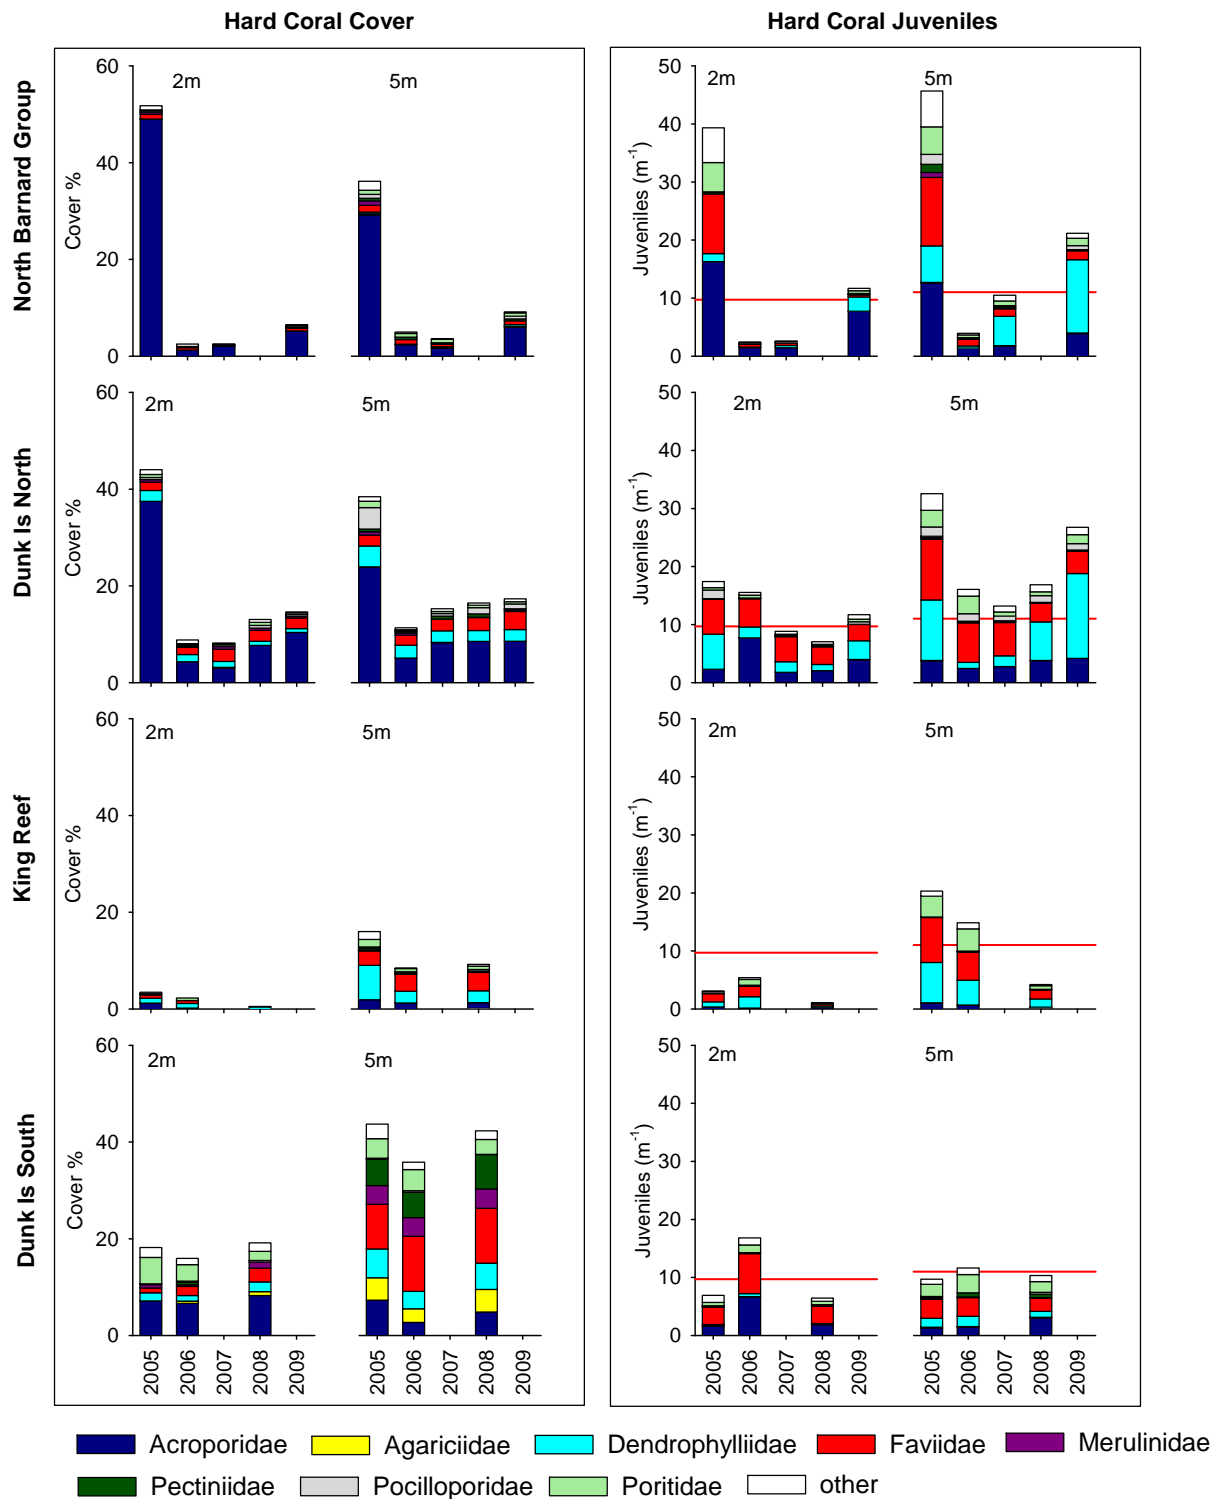 Hard Coral Cover
Hard Coral Juveniles
North Barnard Group
Cover %
60
40
20
0
2m
5m
Juveniles (m-1)
50
40
30
20
10
0
2m
5m
Dunk Is North
Cover %
60
40
20
0
2m
5m
Juveniles (m-1)
50
40
30
20
10
0
2m
5m
King Reef
Cover %
60
40
20
0
2m
5m
Juveniles (m-1)
50
40
30
20
10
0
2m
5m
Dunk Is South
Cover %
60
40
20
0
2m
5m
Juveniles (m-1)
50
40
30
20
10
0
2m
5m
2005 2006 2007 2008 2009 2005 2006 2007 2008 2009 2005 2006 2007 2008 2009 2005 2006 2007 2008 2009
Acroporidae Agariciidae Dendrophylliidae Faviidae Merulinidae
Pectiniidae Pocilloporidae Poritidae other